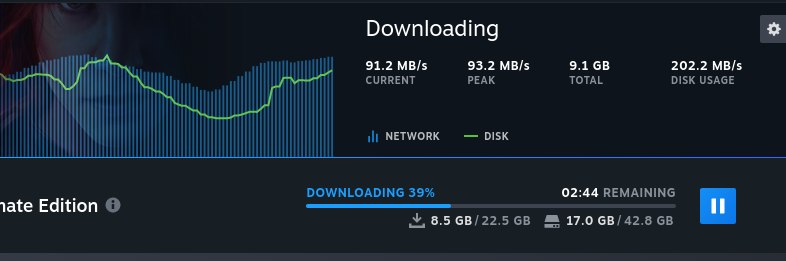 Downloading
91.2 MB/s 93.2 MB/s 9.1 GB 202.2 MB/s
CURRENT PEAK TOTAL DISK USAGE
NETWORK DISK
DOWNLOADING 39% 02:44 REMAINING
mate Edition
8.5 GB / 22.5 GB 17.0 GB / 42.8 GB